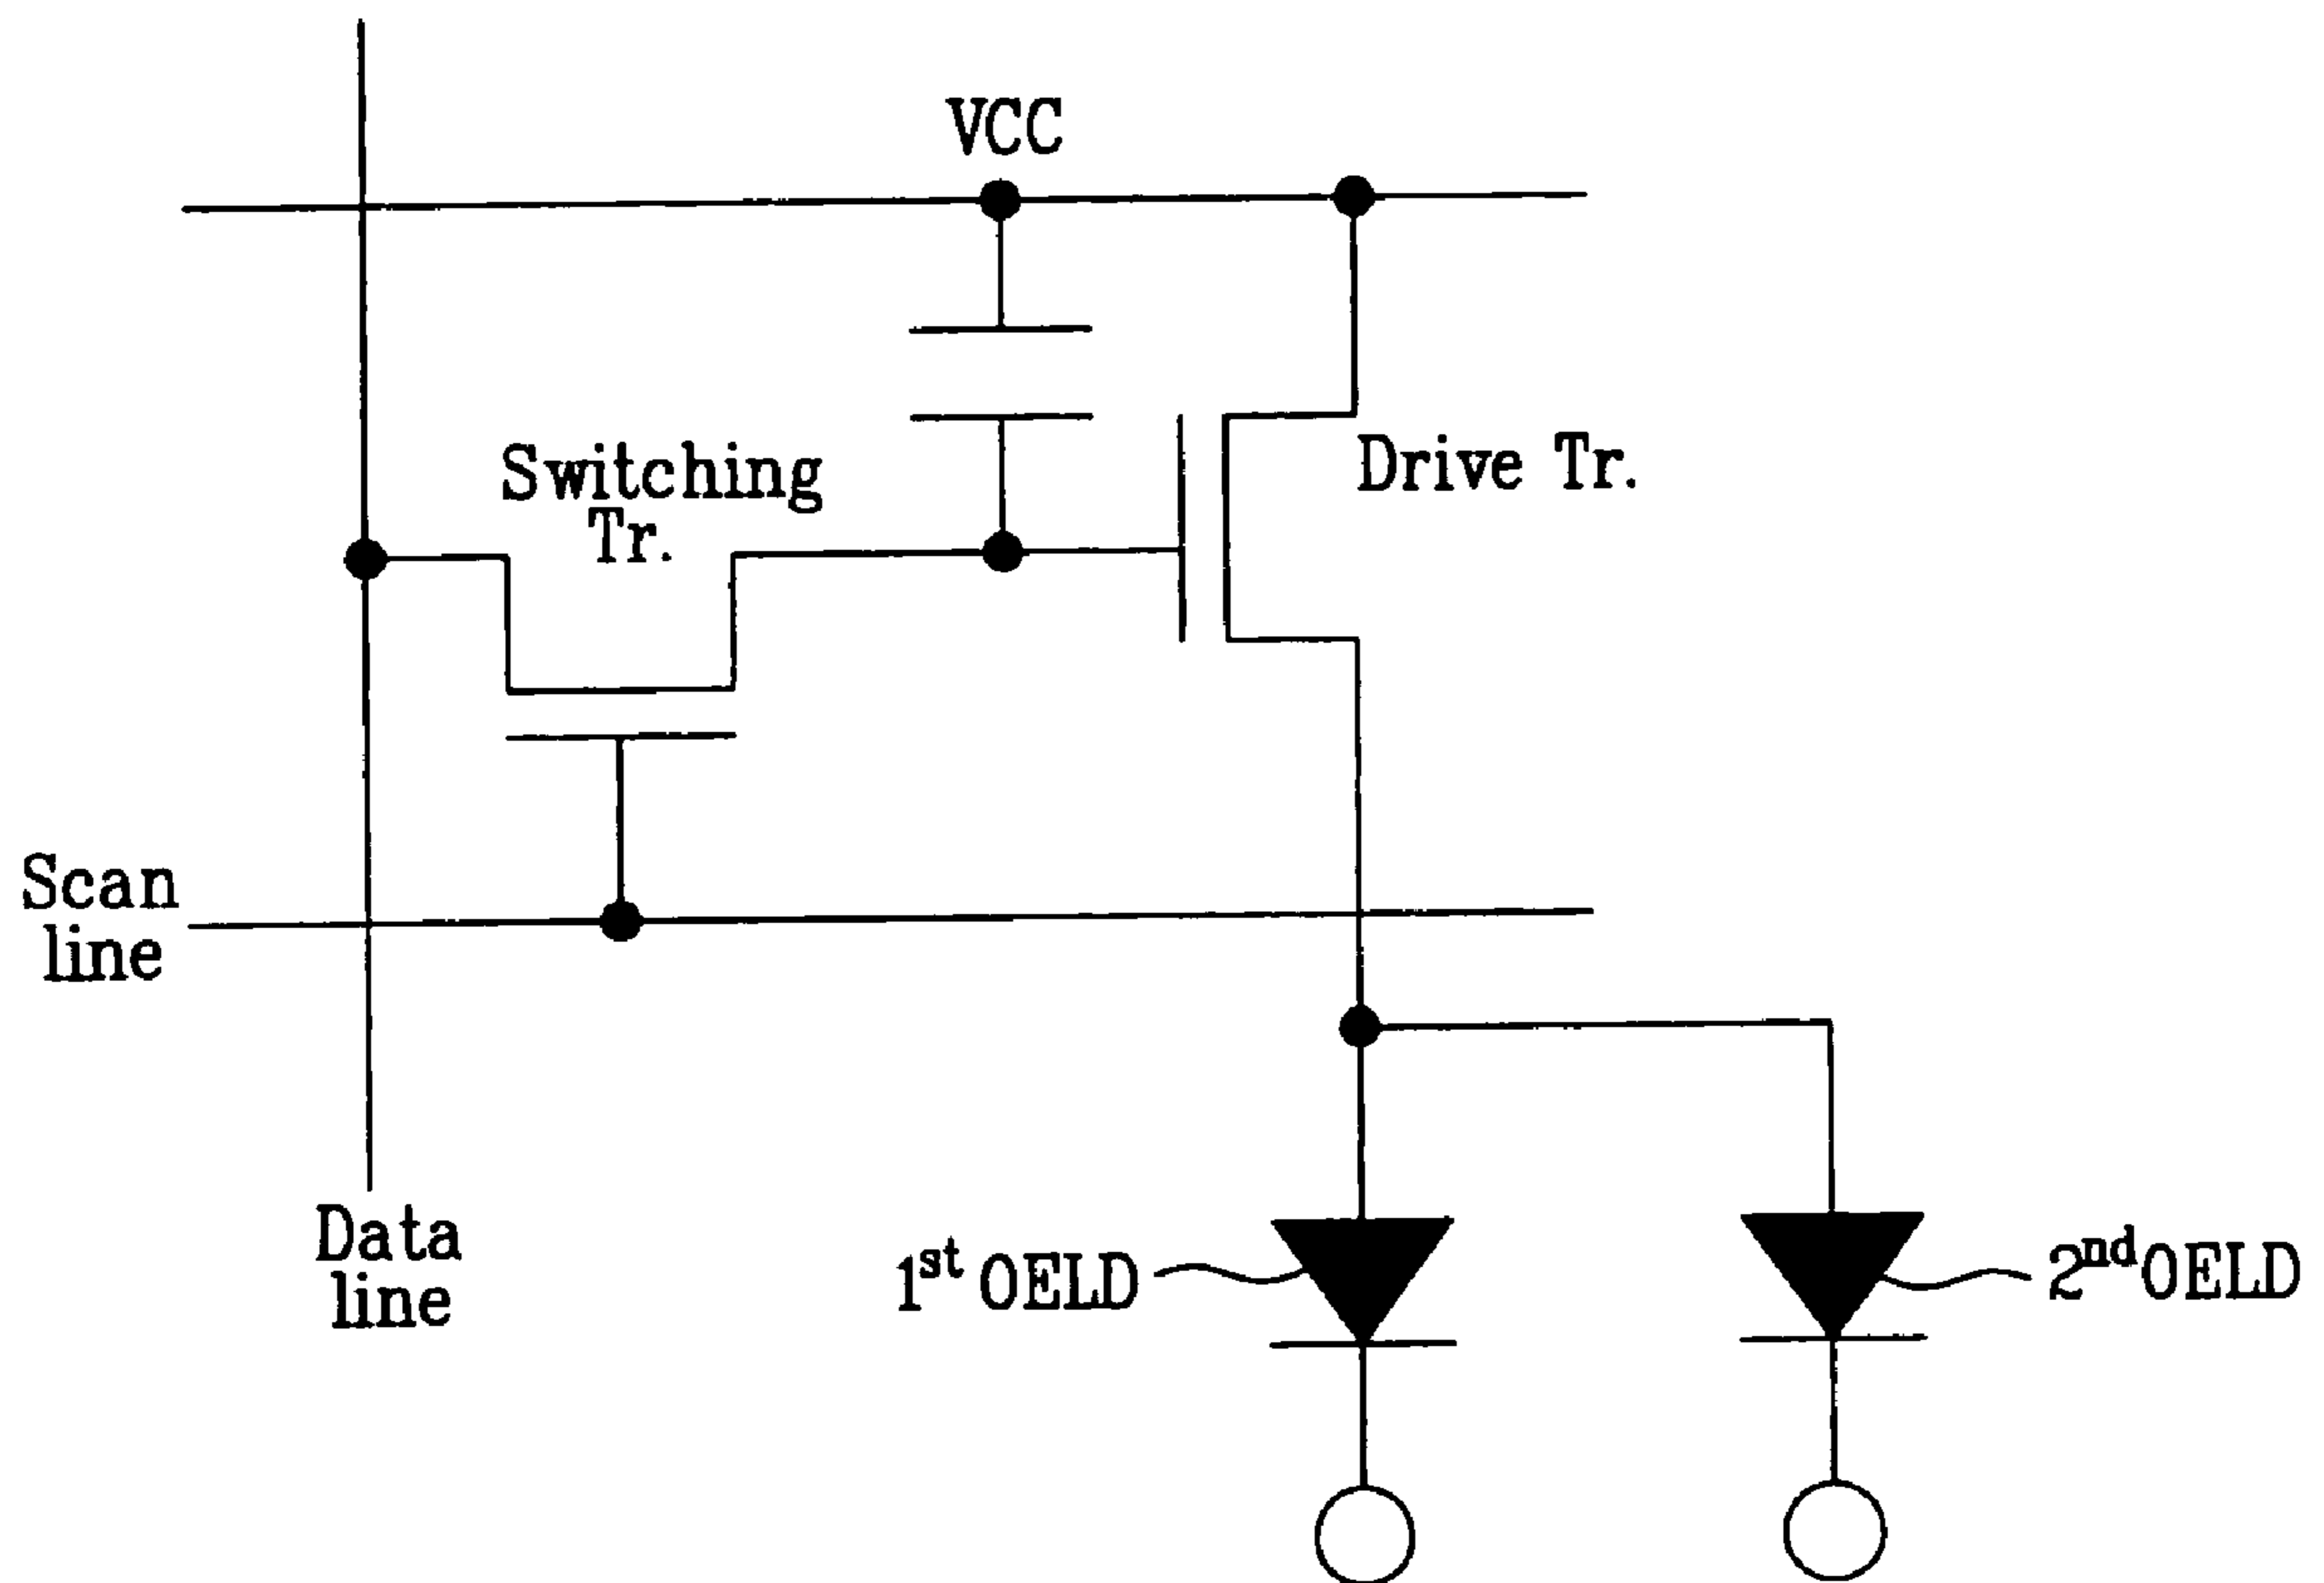 VCC
Switching
Tr.
Drive Tr.
Scan
line
Data
line
1st OELD
2nd OELD